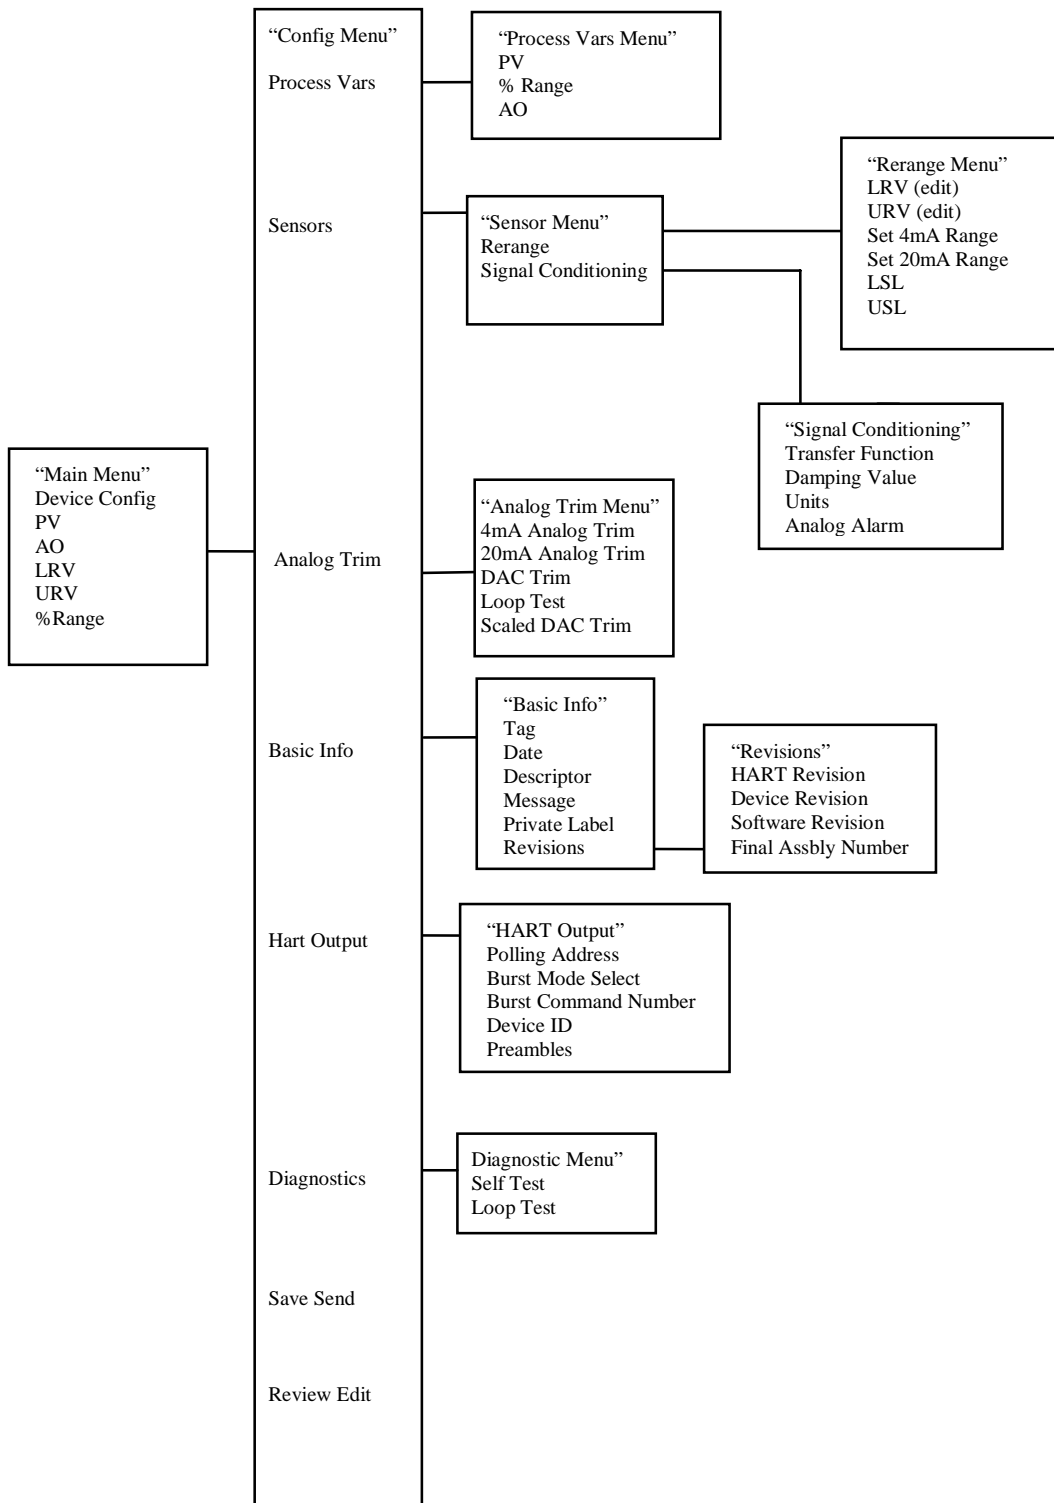 “Main Menu”
Device Config
PV
AO
LRV
URV
%Range
“Config Menu”
Process Vars
Sensors
Analog Trim
Basic Info
Hart Output
Diagnostics
Save Send
Review Edit
“Process Vars Menu”
PV
% Range
AO
“Sensor Menu”
Rerange
Signal Conditioning
“Rerange Menu”
LRV (edit)
URV (edit)
Set 4mA Range
Set 20mA Range
LSL
USL
“Signal Conditioning”
Transfer Function
Damping Value
Units
Analog Alarm
“Analog Trim Menu”
4mA Analog Trim
20mA Analog Trim
DAC Trim
Loop Test
Scaled DAC Trim
“Basic Info”
Tag
Date
Descriptor
Message
Private Label
Revisions
“Revisions”
HART Revision
Device Revision
Software Revision
Final Assbly Number
“HART Output”
Polling Address
Burst Mode Select
Burst Command Number
Device ID
Preambles
Diagnostic Menu”
Self Test
Loop Test